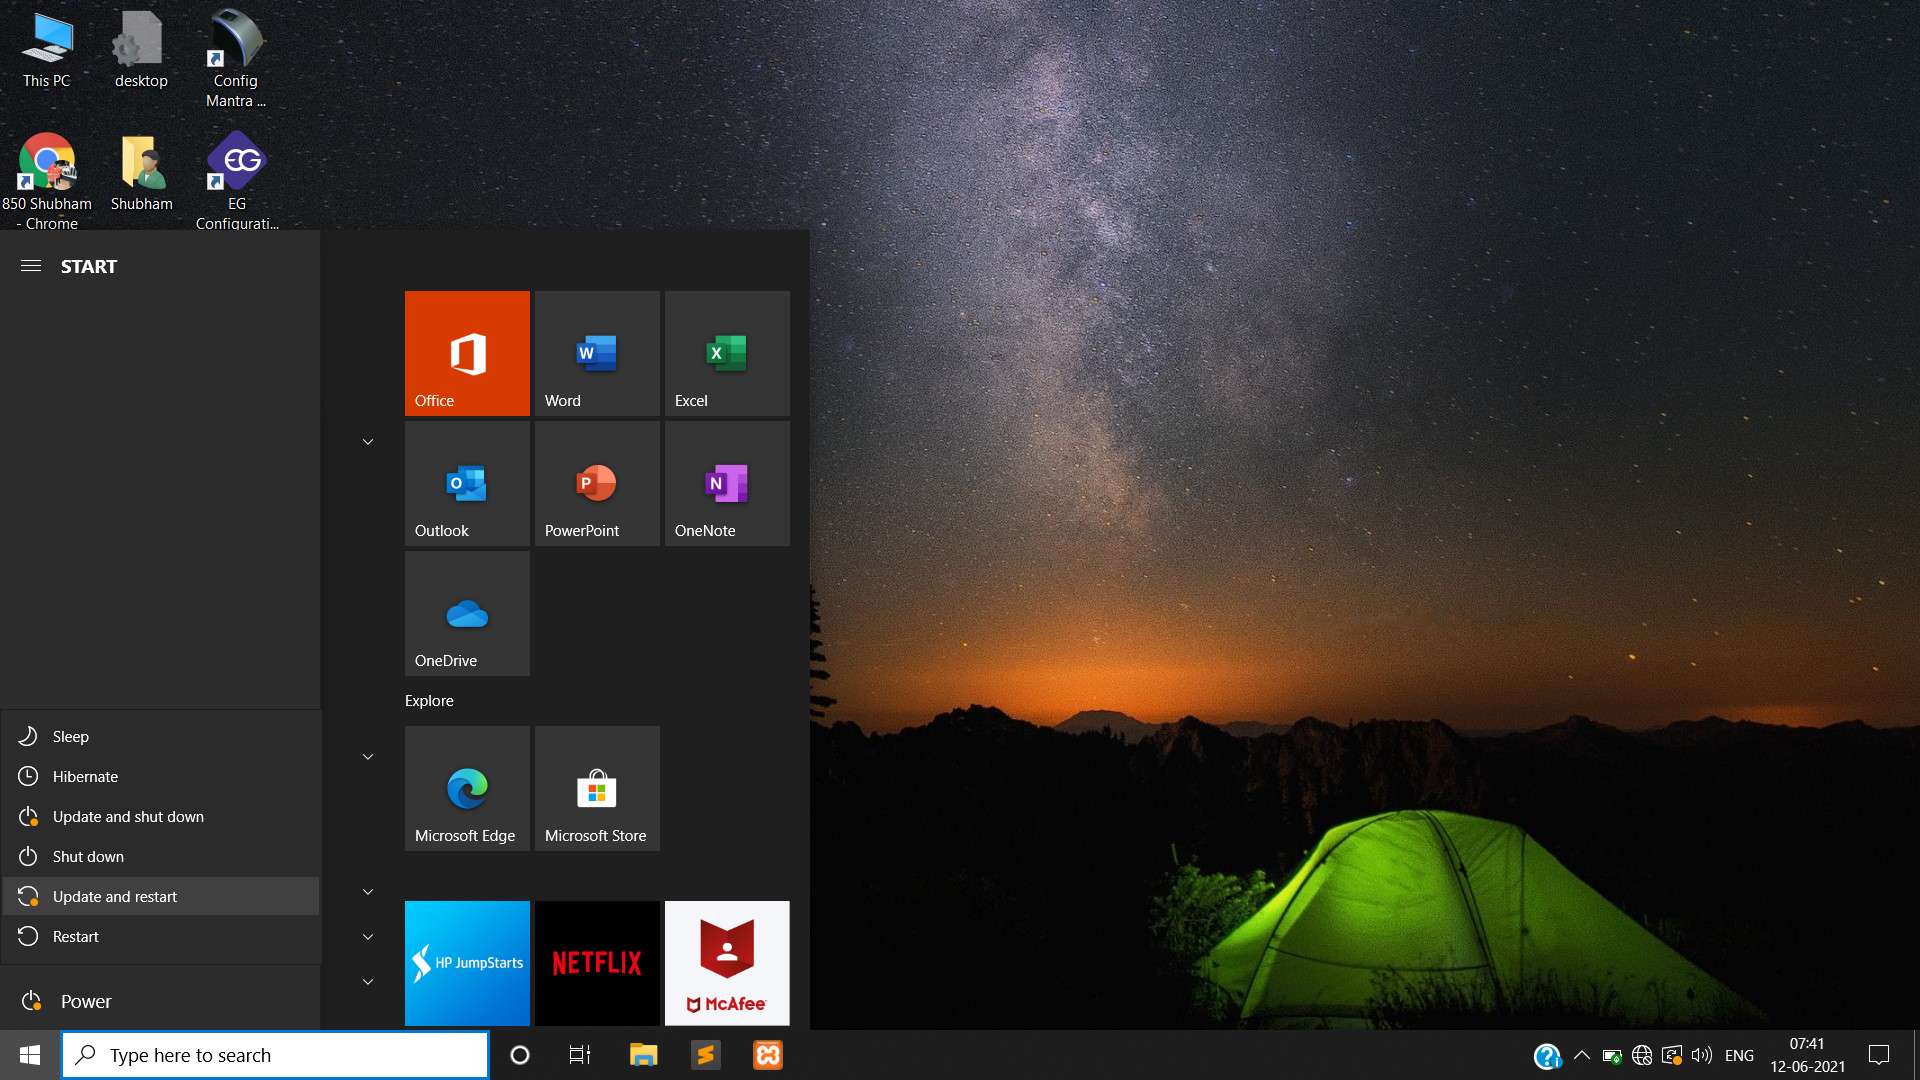 This PC
desktop
Config
Mantra ...
850 Shubham
- Chrome
Shubham
EG
EG
Configurati...
START
Office
W
Word
X
Excel
O
Outlook
P
PowerPoint
N
OneNote
OneDrive
Explore
Microsoft Edge
Microsoft Store
HP JumpStarts
NETFLIX
McAfee
Sleep
Hibernate
Update and shut down
Shut down
Update and restart
Restart
Power
Type here to search
ENG
07:41
12-06-2021